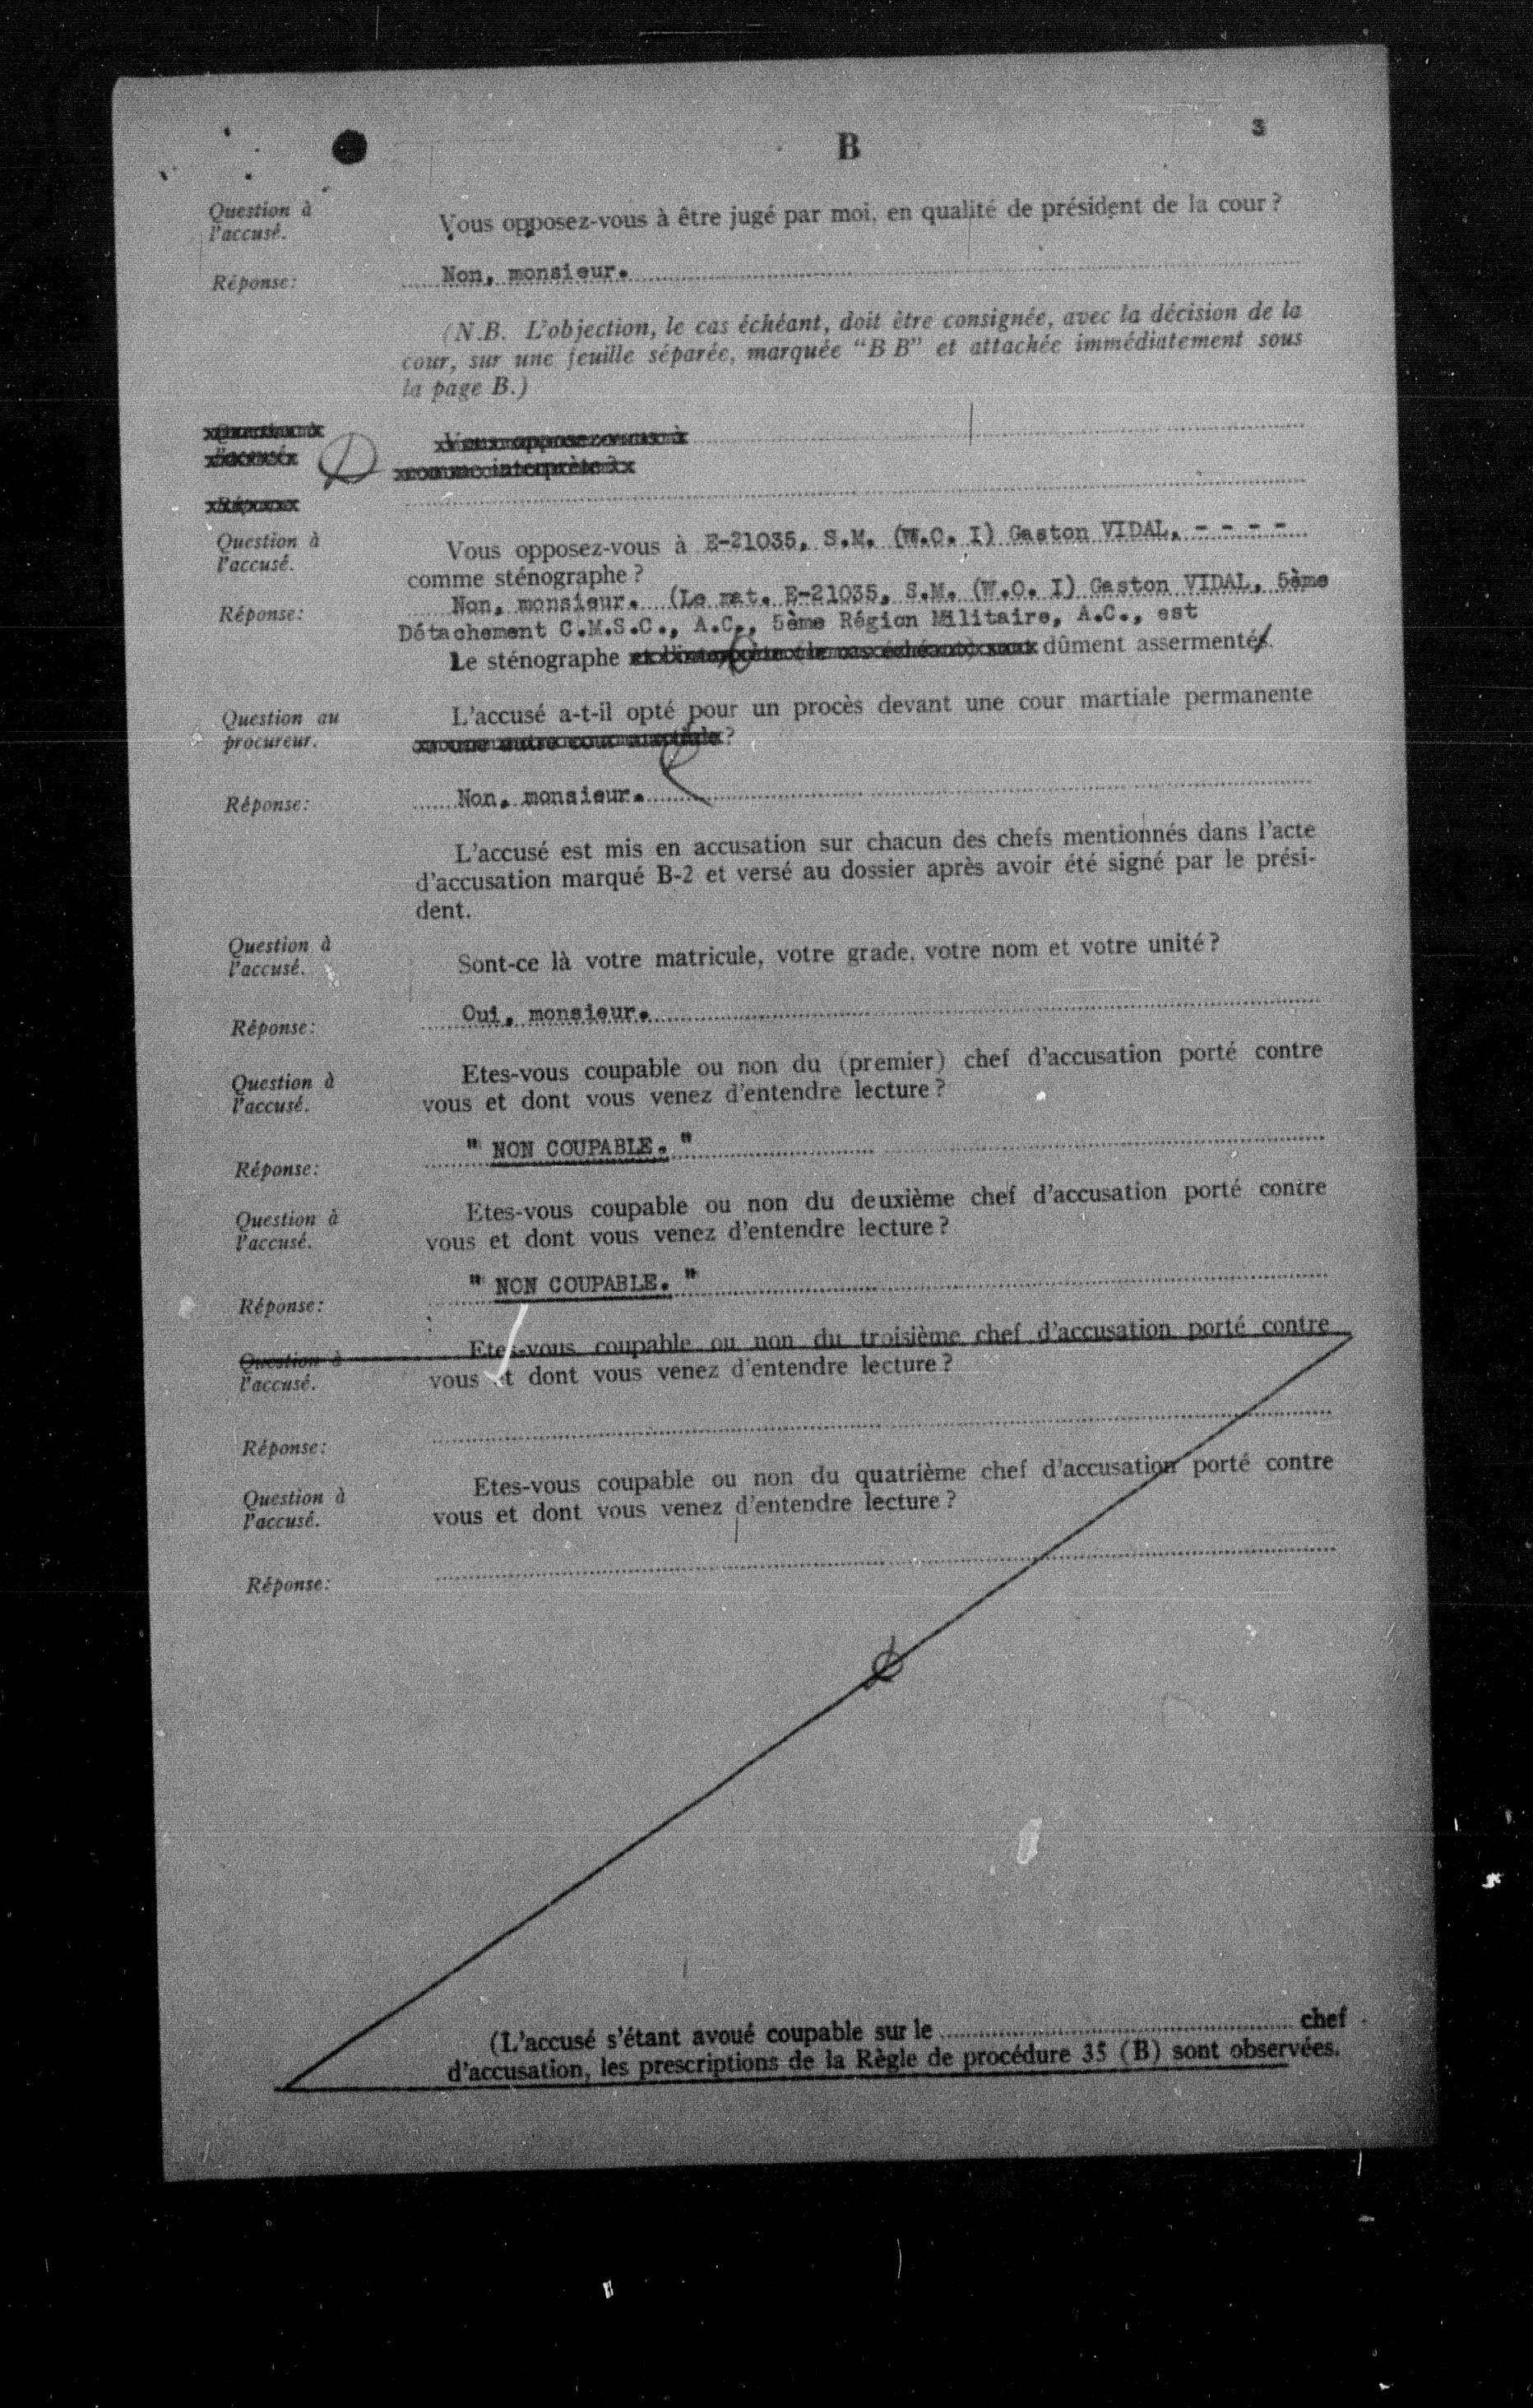 B
3
Question à
l'accusé.
Vous opposez-vous à être jugé par moi, en qualité de président de la cour?
Réponse:
Non, monsieur.
(N.B. L'objection, le cas échéant, doit être consignée, avec la décision de la
cour, sur une feuille séparée, marquée "B B" et attachée immédiatement sous
la page B.)
Vous opposez-vous à
comme interprète?
Question à
l'accusé.
Vous opposez-vous à E-21035, S.M. (W.O. I) Gaston VIDAL, - - - -
comme sténographe?
Réponse:
Non, monsieur. (Le mat. E-21035, S.M. (W.O. I) Gaston VIDAL, 5ème
Détachement C.M.S.C., A.C., 5ème Région Militaire, A.C., est
Le sténographe dûment assermenté.
Question au
procureur.
L'accusé a-t-il opté pour un procès devant une cour martiale permanente
ou une autre cour martiale?
Réponse:
Non, monsieur.
L'accusé est mis en accusation sur chacun des chefs mentionnés dans l'acte
d'accusation marqué B-2 et versé au dossier après avoir été signé par le prési-
dent.
Question à
l'accusé.
Sont-ce là votre matricule, votre grade, votre nom et votre unité?
Réponse:
Oui, monsieur.
Question à
l'accusé.
Etes-vous coupable ou non du (premier) chef d'accusation porté contre
vous et dont vous venez d'entendre lecture?
Réponse:
" NON COUPABLE. "
Question à
l'accusé.
Etes-vous coupable ou non du deuxième chef d'accusation porté contre
vous et dont vous venez d'entendre lecture?
Réponse:
" NON COUPABLE. "
Question à
l'accusé.
Etes-vous coupable ou non du troisième chef d'accusation porté contre
vous et dont vous venez d'entendre lecture?
Réponse:
Question à
l'accusé.
Etes-vous coupable ou non du quatrième chef d'accusation porté contre
vous et dont vous venez d'entendre lecture?
Réponse:
(L'accusé s'étant avoué coupable sur le chef
d'accusation, les prescriptions de la Règle de procédure 35 (B) sont observées.